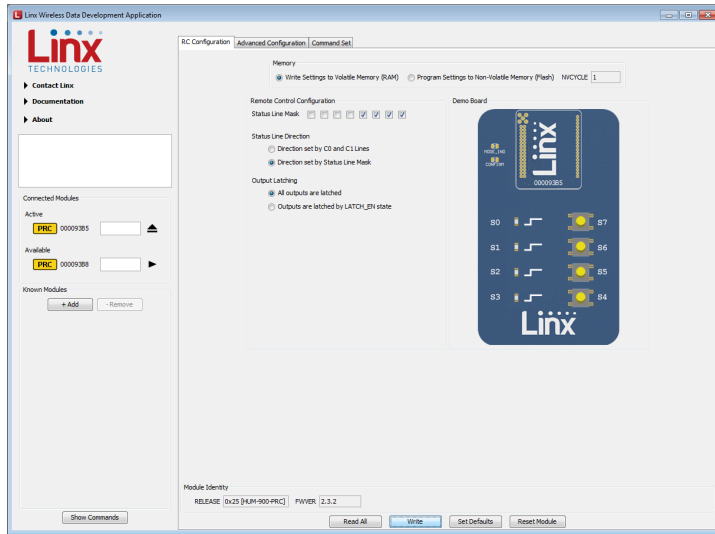 Linx Wireless Data Development Application
Linx
TECHNOLOGIES
Contact Linx
Documentation
About
Connected Modules
Active
PRC 000093B5
Available
PRC 000093B8
Known Modules
+ Add
- Remove
Show Commands
RC Configuration Advanced Configuration Command Set
Memory
Write Settings to Volatile Memory (RAM) Program Settings to Non-Volatile Memory (Flash) NVCYCLE 1
Remote Control Configuration
Status Line Mask
Status Line Direction
Direction set by C0 and C1 Lines
Direction set by Status Line Mask
Output Latching
All outputs are latched
Outputs are latched by LATCH_EN state
Demo Board
Linx
MODE_IND
CONFIRM
000093B5
S0 S7
S1 S6
S2 S5
S3 S4
Linx
Module Identity
RELEASE 0x25 [HUM-900-PRC] FWVER 2.3.2
Read All Write Set Defaults Reset Module